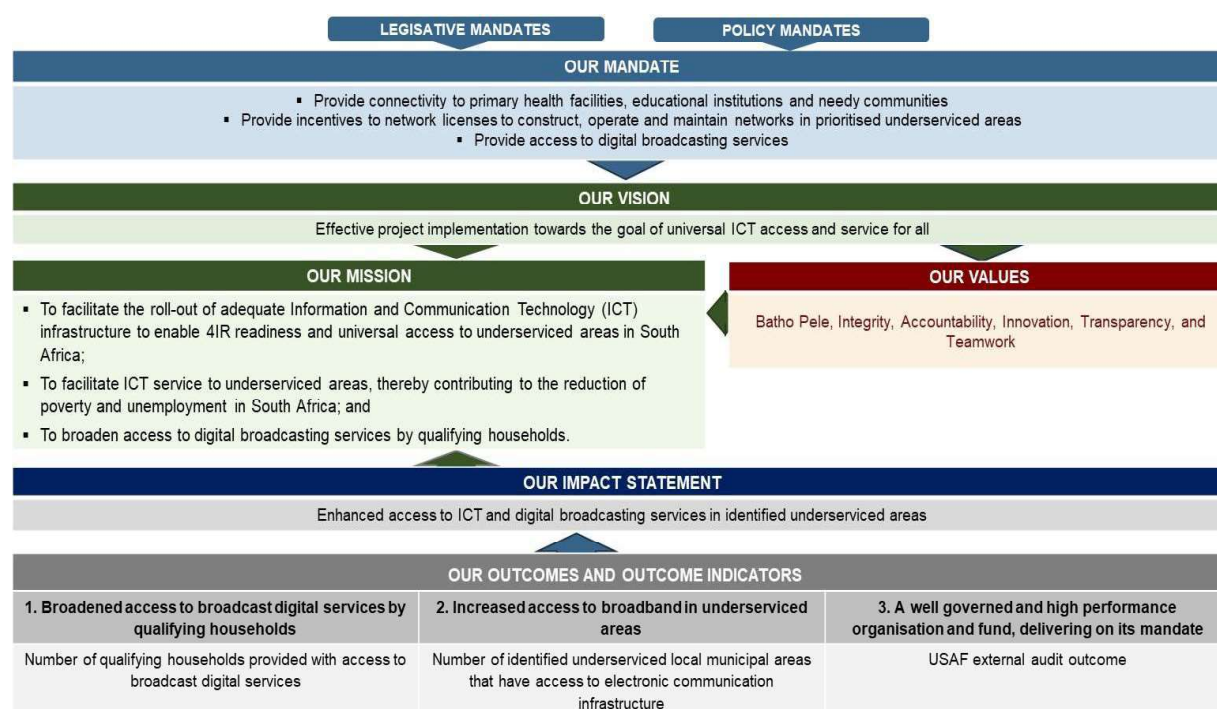 LEGISATIVE MANDATES
POLICY MANDATES
OUR MANDATE
▪ Provide connectivity to primary health facilities, educational institutions and needy communities
▪ Provide incentives to network licenses to construct, operate and maintain networks in prioritised underserviced areas
▪ Provide access to digital broadcasting services
OUR VISION
Effective project implementation towards the goal of universal ICT access and service for all
OUR MISSION
▪ To facilitate the roll-out of adequate Information and Communication Technology (ICT)
infrastructure to enable 4IR readiness and universal access to underserviced areas in South
Africa;
▪ To facilitate ICT service to underserviced areas, thereby contributing to the reduction of
poverty and unemployment in South Africa; and
▪ To broaden access to digital broadcasting services by qualifying households.
OUR VALUES
Batho Pele, Integrity, Accountability, Innovation, Transparency, and
Teamwork
OUR IMPACT STATEMENT
Enhanced access to ICT and digital broadcasting services in identified underserviced areas
OUR OUTCOMES AND OUTCOME INDICATORS
1. Broadened access to broadcast digital services by
qualifying households
Number of qualifying households provided with access to
broadcast digital services
2. Increased access to broadband in underserviced
areas
Number of identified underserviced local municipal areas
that have access to electronic communication
infrastructure
3. A well governed and high performance
organisation and fund, delivering on its mandate
USAF external audit outcome